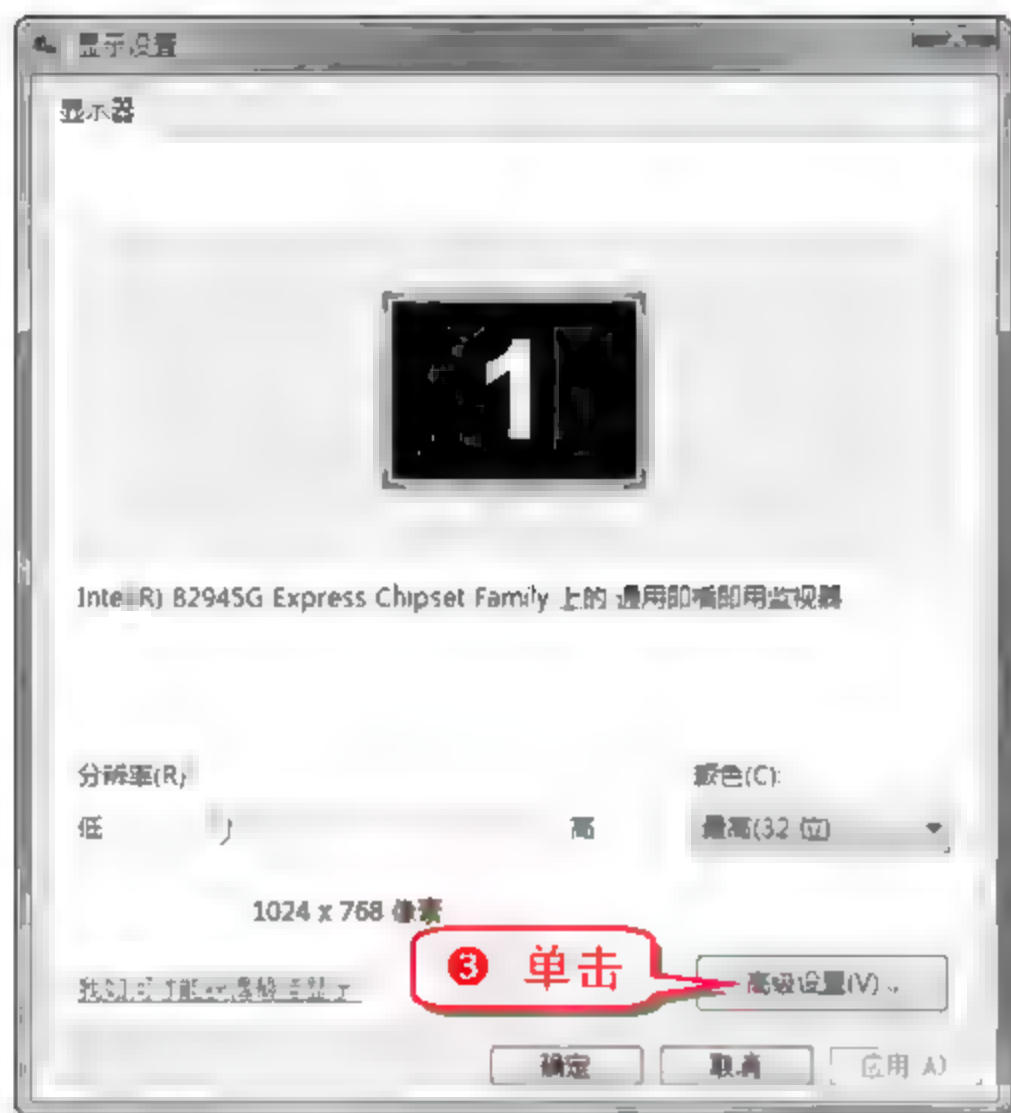 显示设置
显示器
1
Intel(R) 82945G Express Chipset Family 上的 通用即插即用监视器
分辨率(R): 颜色(C):
低 高 最高(32 位)
1024 x 768 像素
❸ 单击 高级设置(V)...
确定 取消 应用(A)